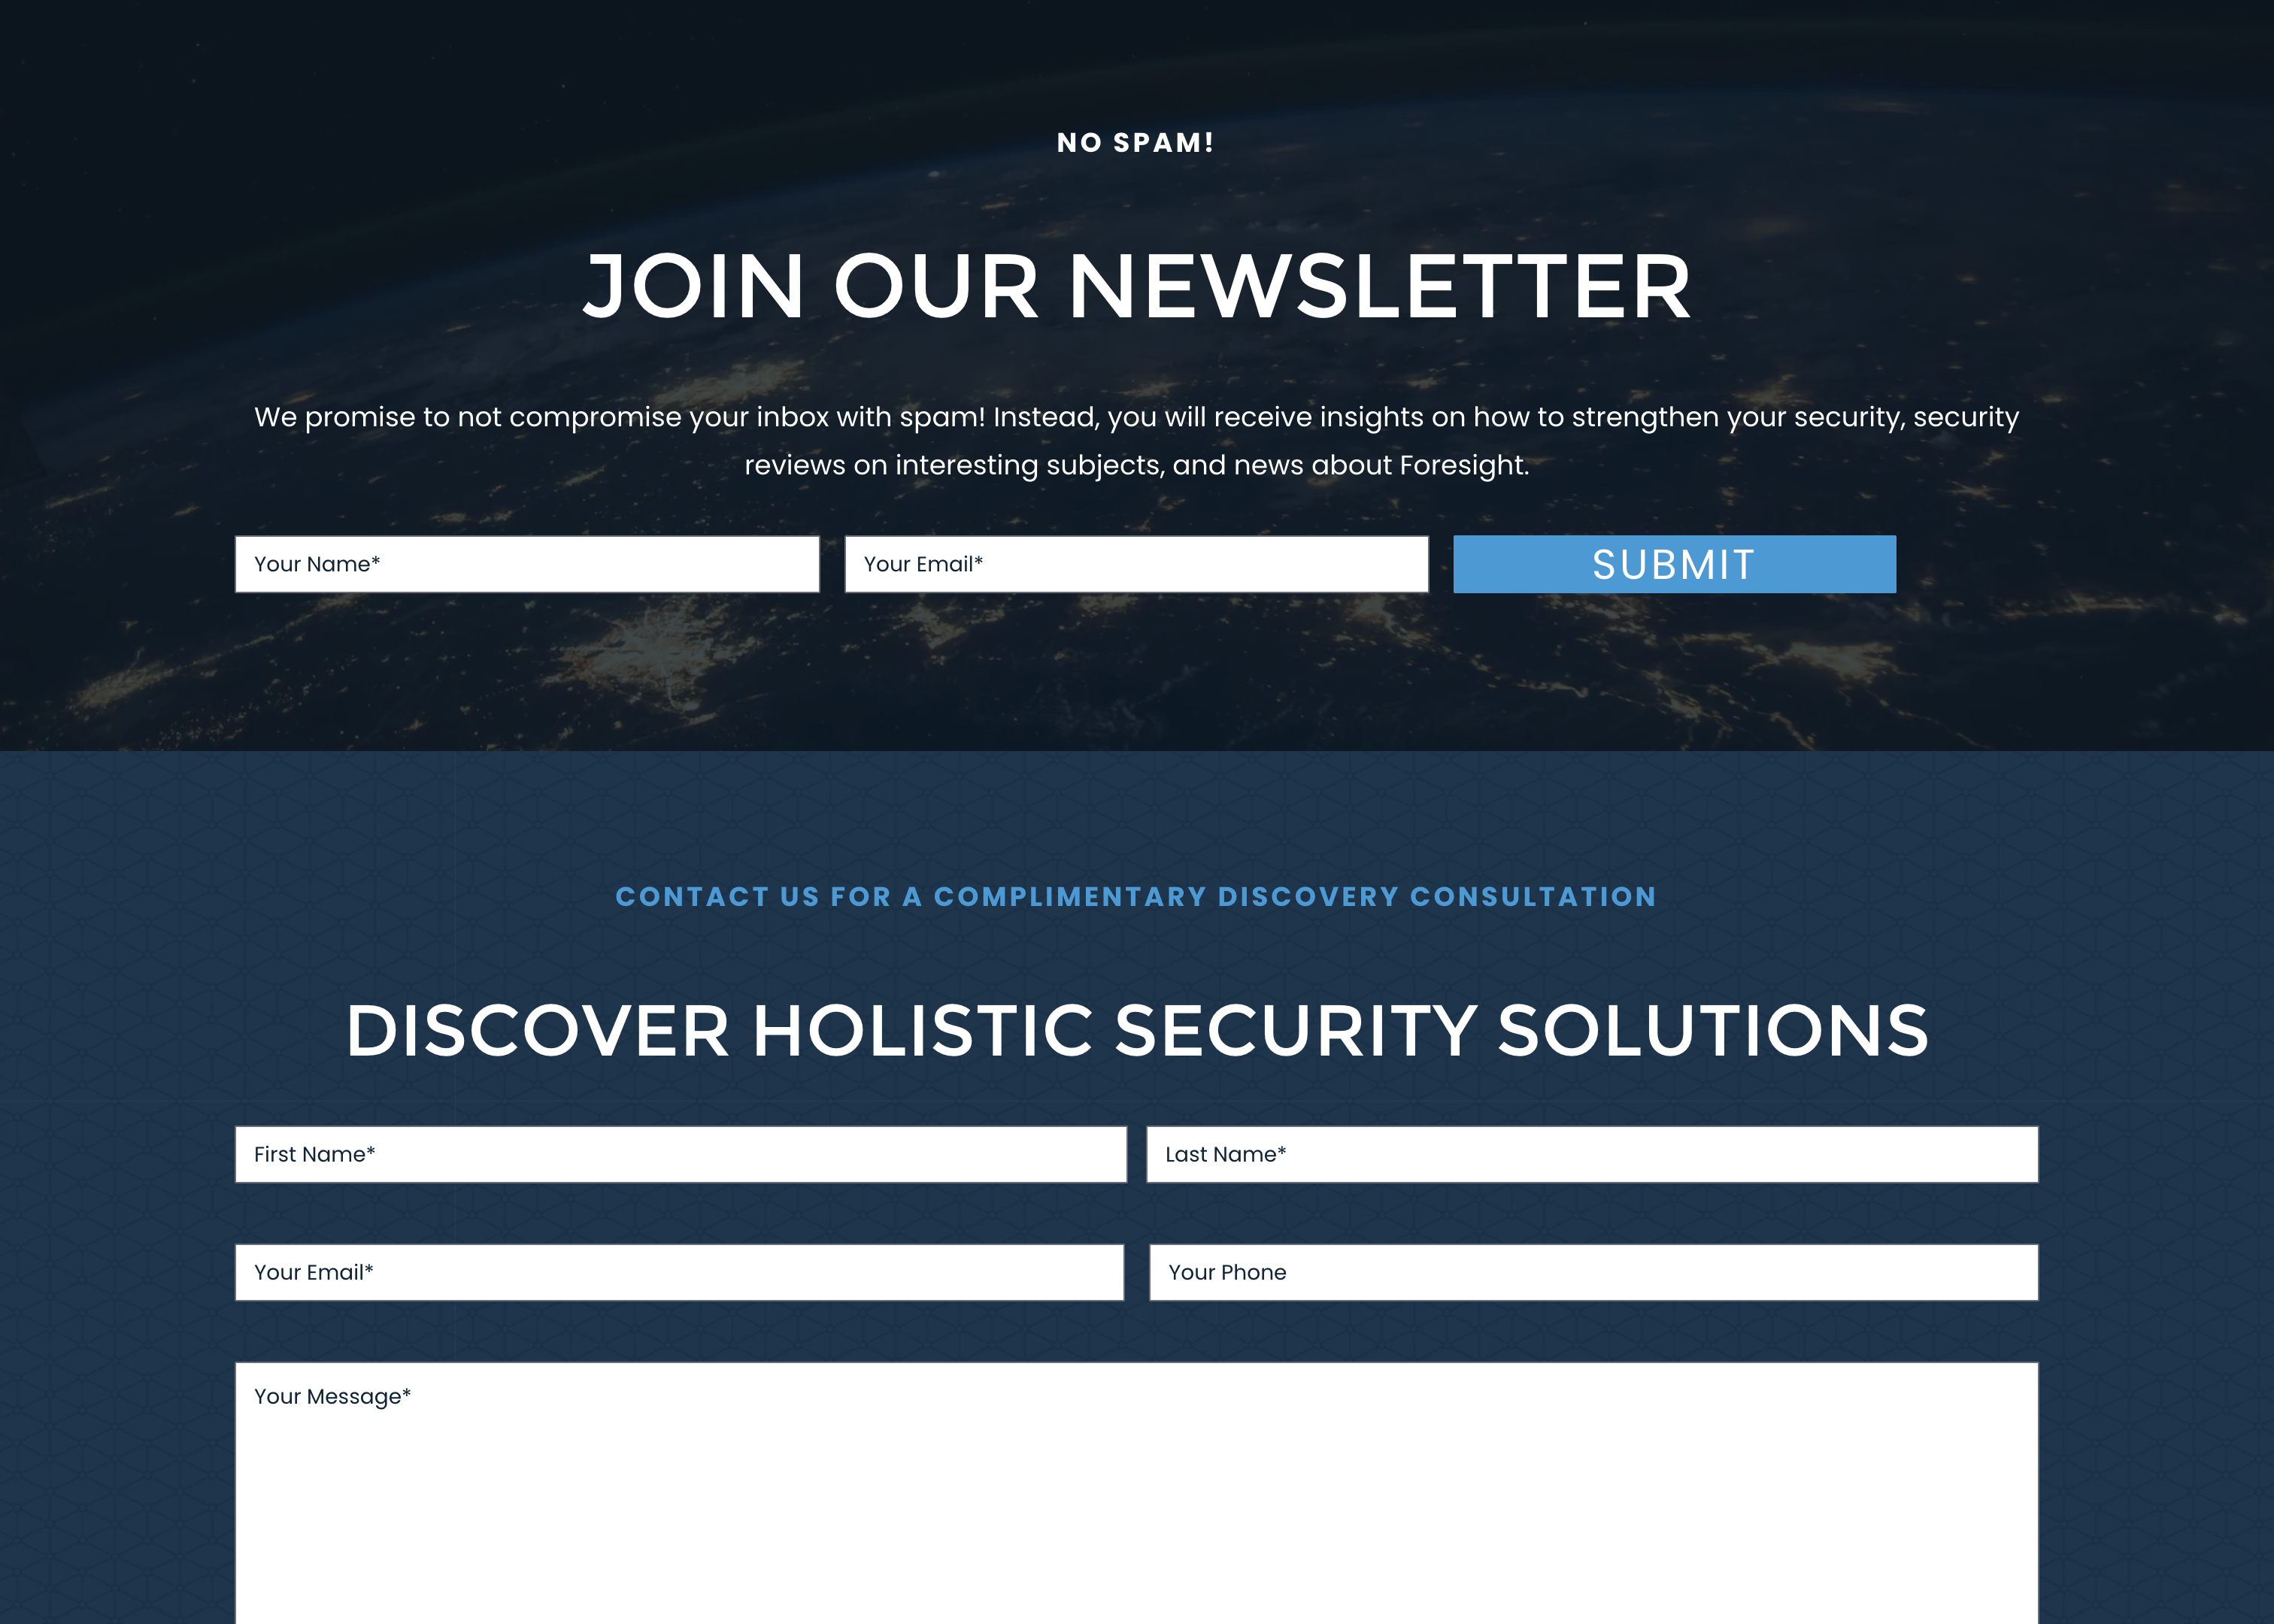 NO SPAM!
JOIN OUR NEWSLETTER
We promise to not compromise your inbox with spam! Instead, you will receive insights on how to strengthen your security, security
reviews on interesting subjects, and news about Foresight.
Your Name*
Your Email*
SUBMIT
CONTACT US FOR A COMPLIMENTARY DISCOVERY CONSULTATION
DISCOVER HOLISTIC SECURITY SOLUTIONS
First Name*
Last Name*
Your Email*
Your Phone
Your Message*